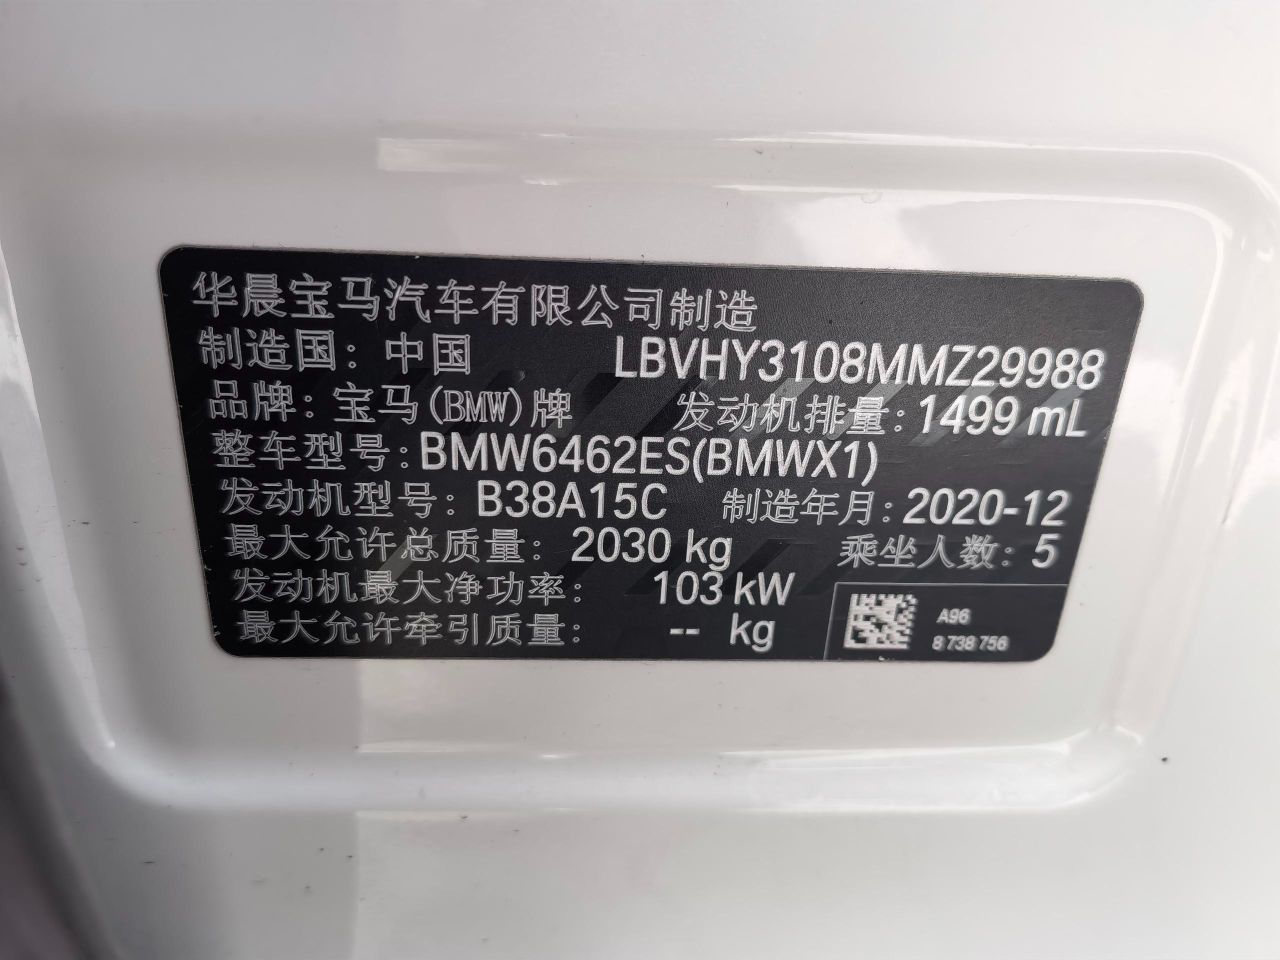 华晨宝马汽车有限公司制造
制造国：中国 LBVHY3108MMZ29988
品牌：宝马(BMW)牌 发动机排量：1499 mL
整车型号：BMW6462ES(BMWX1)
发动机型号：B38A15C 制造年月：2020-12
最大允许总质量：2030 kg 乘坐人数：5
发动机最大净功率：103 kW
最大允许牵引质量：-- kg
A96
8 738 756